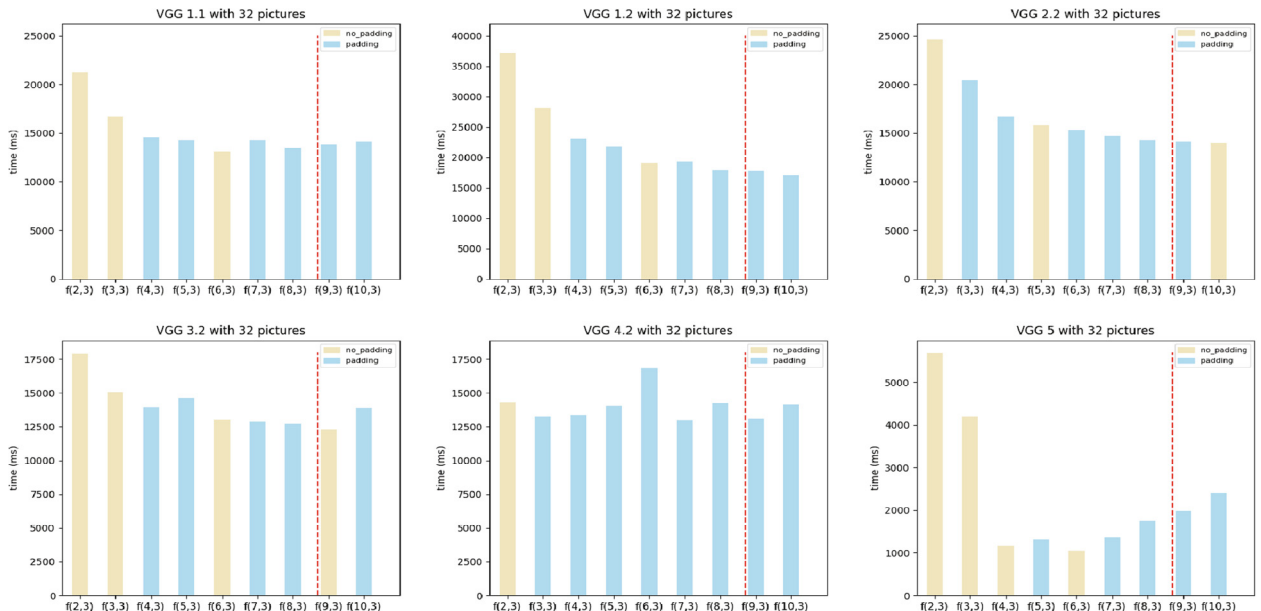 VGG 1.1 with 32 pictures
no_padding
padding
time (ms)
25000
20000
15000
10000
5000
0
f(2,3) f(3,3) f(4,3) f(5,3) f(6,3) f(7,3) f(8,3) f(9,3) f(10,3)
VGG 1.2 with 32 pictures
no_padding
padding
time (ms)
40000
35000
30000
25000
20000
15000
10000
5000
0
f(2,3) f(3,3) f(4,3) f(5,3) f(6,3) f(7,3) f(8,3) f(9,3) f(10,3)
VGG 2.2 with 32 pictures
no_padding
padding
time (ms)
25000
20000
15000
10000
5000
0
f(2,3) f(3,3) f(4,3) f(5,3) f(6,3) f(7,3) f(8,3) f(9,3) f(10,3)
VGG 3.2 with 32 pictures
no_padding
padding
time (ms)
17500
15000
12500
10000
7500
5000
2500
0
f(2,3) f(3,3) f(4,3) f(5,3) f(6,3) f(7,3) f(8,3) f(9,3) f(10,3)
VGG 4.2 with 32 pictures
no_padding
padding
time (ms)
17500
15000
12500
10000
7500
5000
2500
0
f(2,3) f(3,3) f(4,3) f(5,3) f(6,3) f(7,3) f(8,3) f(9,3) f(10,3)
VGG 5 with 32 pictures
no_padding
padding
time (ms)
5000
4000
3000
2000
1000
0
f(2,3) f(3,3) f(4,3) f(5,3) f(6,3) f(7,3) f(8,3) f(9,3) f(10,3)